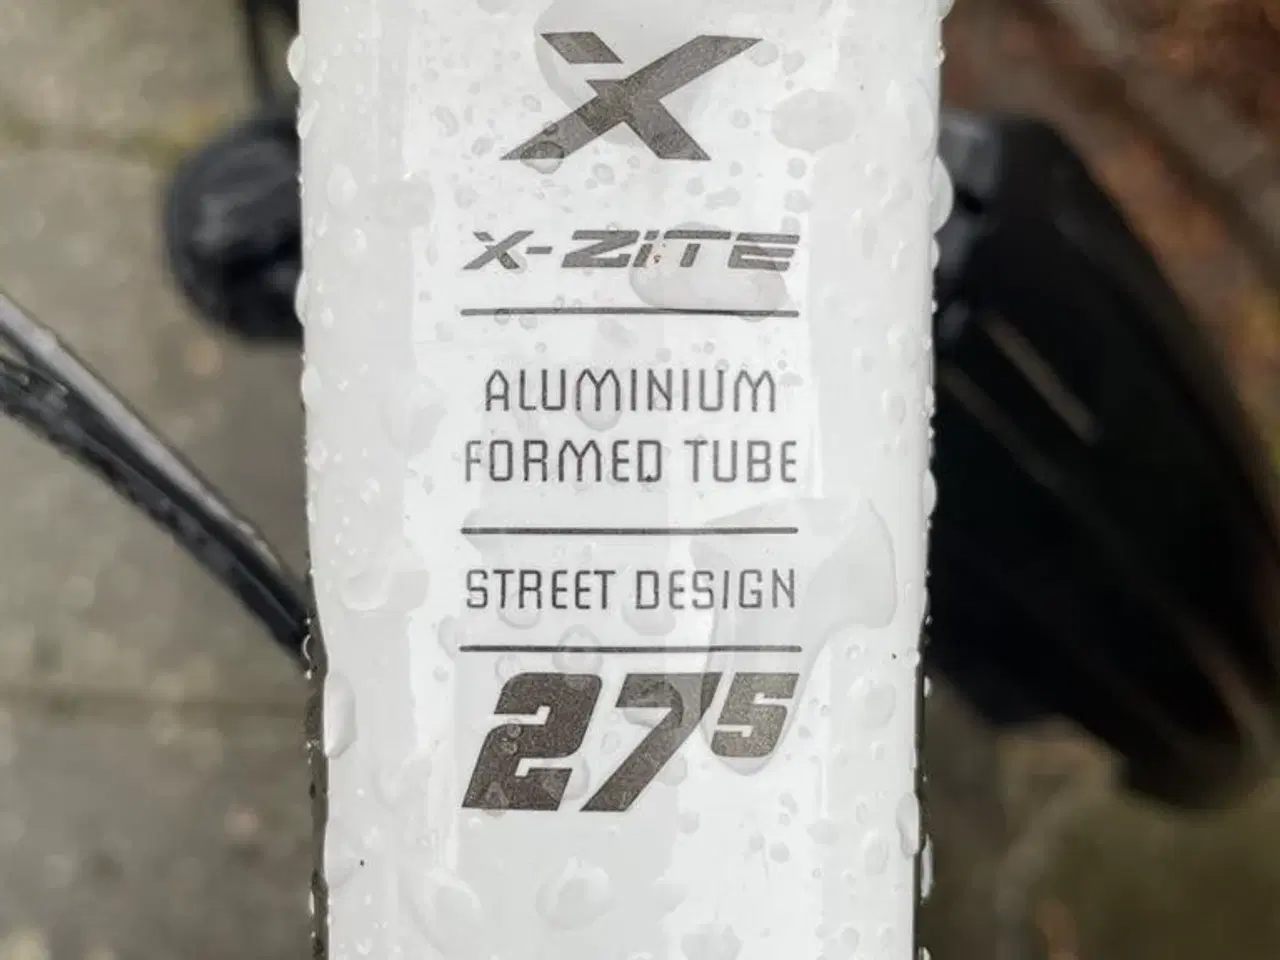 X
X-ZITE
ALUMINIUM
FORMED TUBE
STREET DESIGN
275